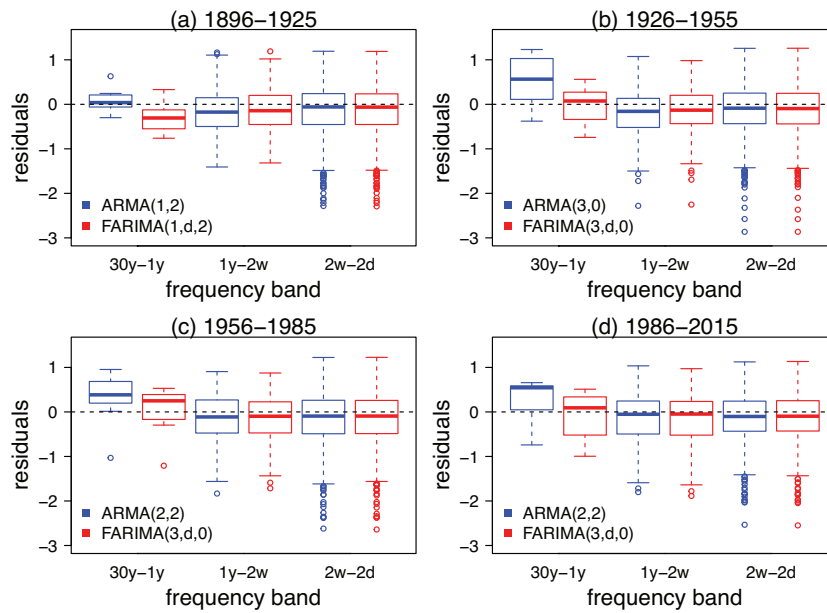 (a) 1896−1925
residuals
1
0
−1
−2
−3
ARMA(1,2)
FARIMA(1,d,2)
30y−1y 1y−2w 2w−2d
frequency band
(b) 1926−1955
residuals
1
0
−1
−2
−3
ARMA(3,0)
FARIMA(3,d,0)
30y−1y 1y−2w 2w−2d
frequency band
(c) 1956−1985
residuals
1
0
−1
−2
−3
ARMA(2,2)
FARIMA(3,d,0)
30y−1y 1y−2w 2w−2d
frequency band
(d) 1986−2015
residuals
1
0
−1
−2
−3
ARMA(2,2)
FARIMA(3,d,0)
30y−1y 1y−2w 2w−2d
frequency band